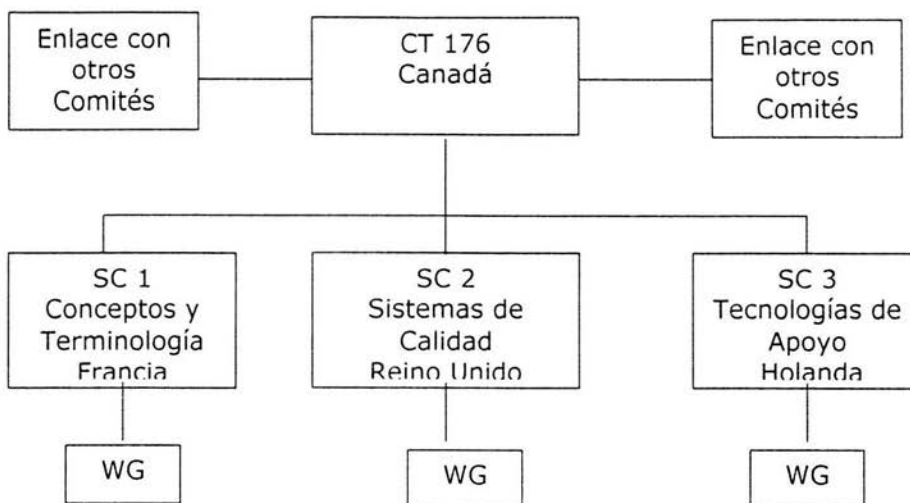 Enlace con
otros
Comités
CT 176
Canadá
Enlace con
otros
Comités
SC 1
Conceptos y
Terminología
Francia
SC 2
Sistemas de
Calidad
Reino Unido
SC 3
Tecnologías de
Apoyo
Holanda
WG
WG
WG